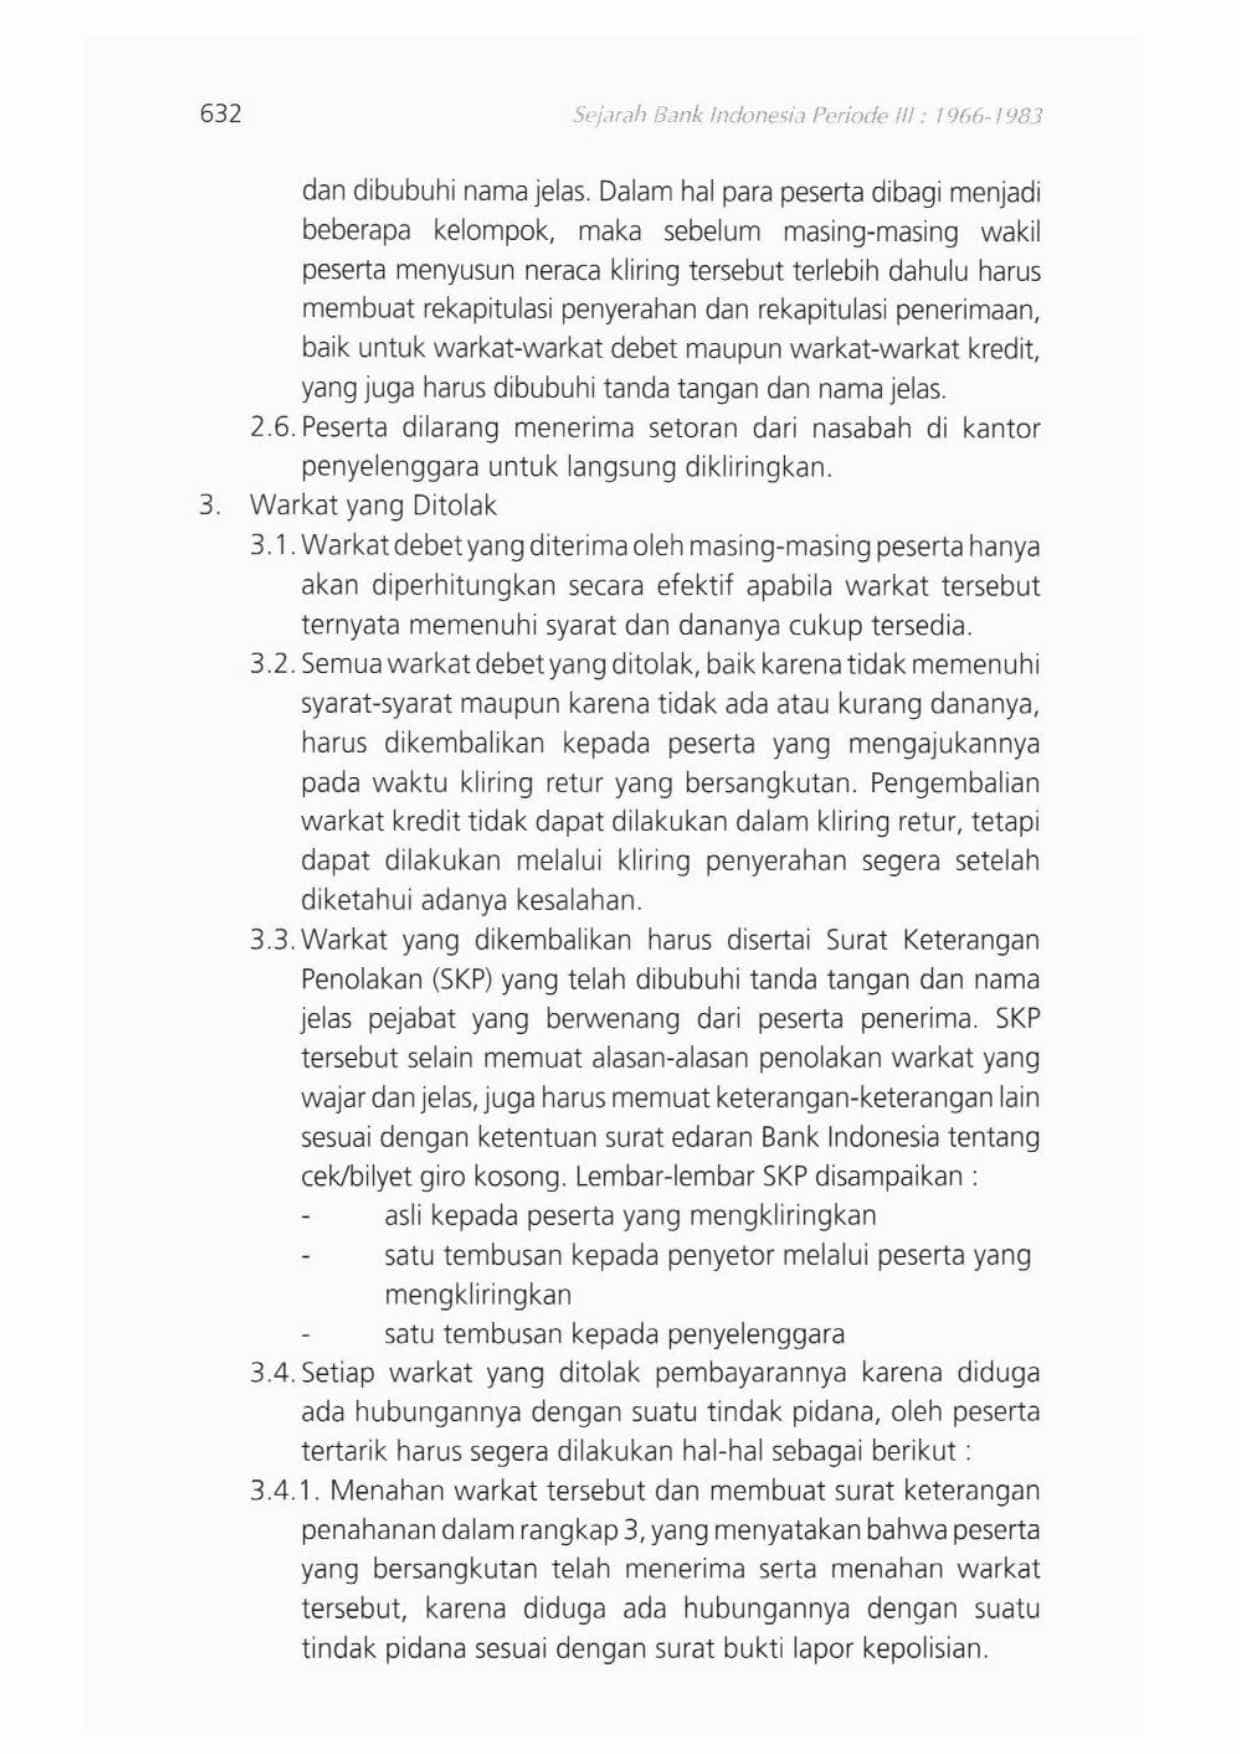 632
Sejarah Bank Indonesia Periode III : 1966-1983
dan dibubuhi nama jelas. Dalam hal para peserta dibagi menjadi
beberapa kelompok, maka sebelum masing-masing wakil
peserta menyusun neraca kliring tersebut terlebih dahulu harus
membuat rekapitulasi penyerahan dan rekapitulasi penerimaan,
baik untuk warkat-warkat debet maupun warkat-warkat kredit,
yang juga harus dibubuhi tanda tangan dan nama jelas.
2.6. Peserta dilarang menerima setoran dari nasabah di kantor
penyelenggara untuk langsung dikliringkan.
3. Warkat yang Ditolak
3.1. Warkat debet yang diterima oleh masing-masing peserta hanya
akan diperhitungkan secara efektif apabila warkat tersebut
ternyata memenuhi syarat dan dananya cukup tersedia.
3.2. Semua warkat debet yang ditolak, baik karena tidak memenuhi
syarat-syarat maupun karena tidak ada atau kurang dananya,
harus dikembalikan kepada peserta yang mengajukannya
pada waktu kliring retur yang bersangkutan. Pengembalian
warkat kredit tidak dapat dilakukan dalam kliring retur, tetapi
dapat dilakukan melalui kliring penyerahan segera setelah
diketahui adanya kesalahan.
3.3. Warkat yang dikembalikan harus disertai Surat Keterangan
Penolakan (SKP) yang telah dibubuhi tanda tangan dan nama
jelas pejabat yang berwenang dari peserta penerima. SKP
tersebut selain memuat alasan-alasan penolakan warkat yang
wajar dan jelas, juga harus memuat keterangan-keterangan lain
sesuai dengan ketentuan surat edaran Bank Indonesia tentang
cek/bilyet giro kosong. Lembar-lembar SKP disampaikan :
- asli kepada peserta yang mengkliringkan
- satu tembusan kepada penyetor melalui peserta yang
mengkliringkan
- satu tembusan kepada penyelenggara
3.4. Setiap warkat yang ditolak pembayarannya karena diduga
ada hubungannya dengan suatu tindak pidana, oleh peserta
tertarik harus segera dilakukan hal-hal sebagai berikut :
3.4.1. Menahan warkat tersebut dan membuat surat keterangan
penahanan dalam rangkap 3, yang menyatakan bahwa peserta
yang bersangkutan telah menerima serta menahan warkat
tersebut, karena diduga ada hubungannya dengan suatu
tindak pidana sesuai dengan surat bukti lapor kepolisian.